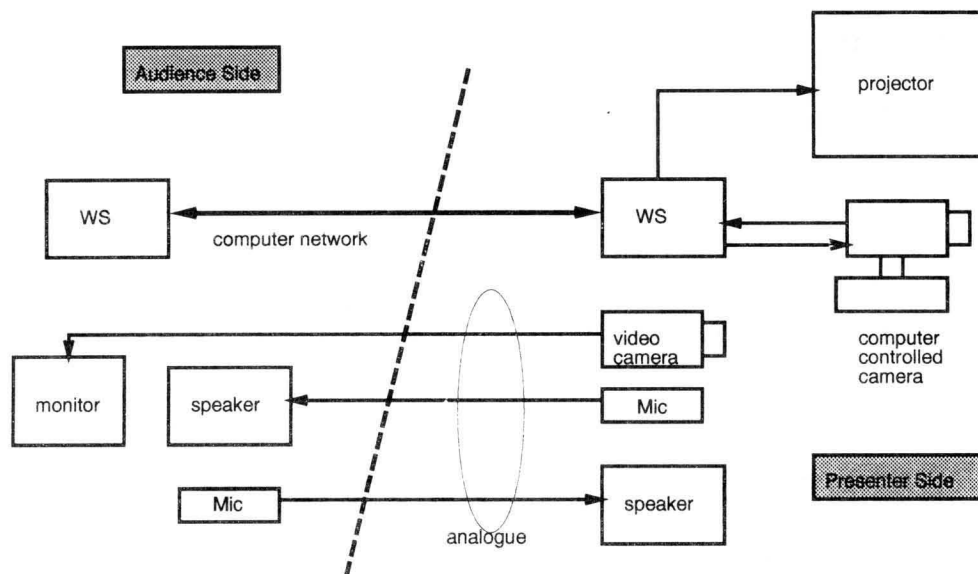 Audience Side
projector
WS
WS
computer network
video
camera
computer
controlled
camera
monitor
speaker
Mic
Presenter Side
Mic
speaker
analogue